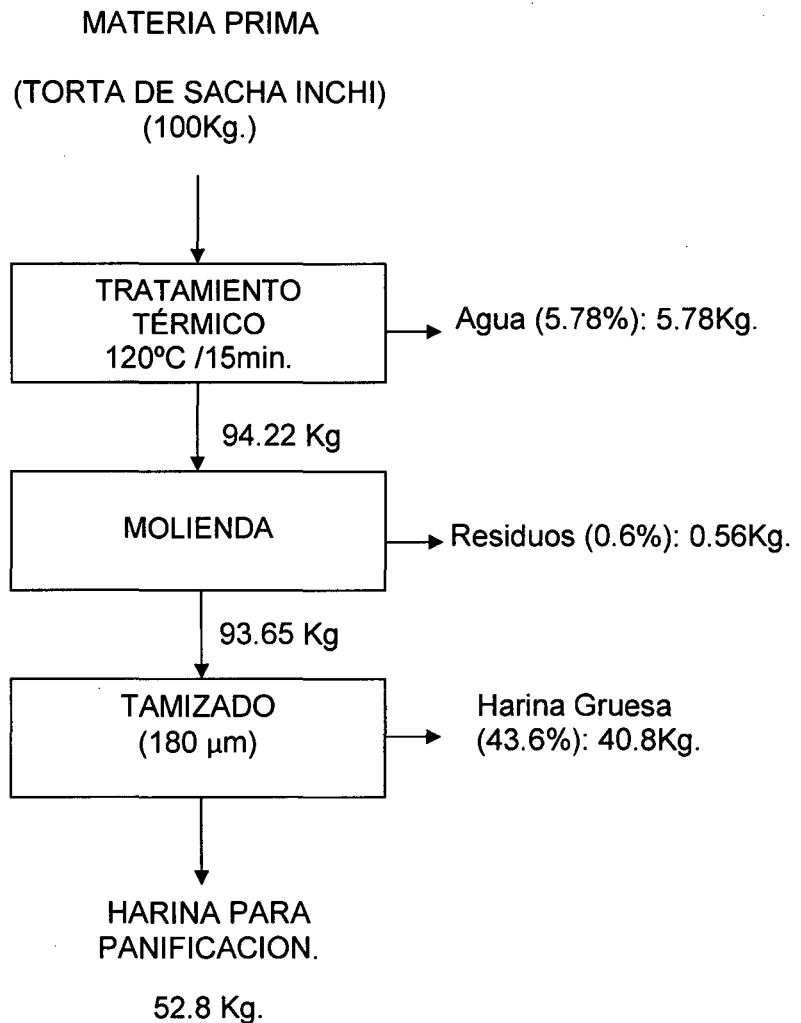 MATERIA PRIMA
(TORTA DE SACHA INCHI)
(100Kg.)
TRATAMIENTO
TÉRMICO
120ºC /15min.
Agua (5.78%): 5.78Kg.
94.22 Kg
MOLIENDA
Residuos (0.6%): 0.56Kg.
93.65 Kg
TAMIZADO
(180 µm)
Harina Gruesa
(43.6%): 40.8Kg.
HARINA PARA
PANIFICACION.
52.8 Kg.